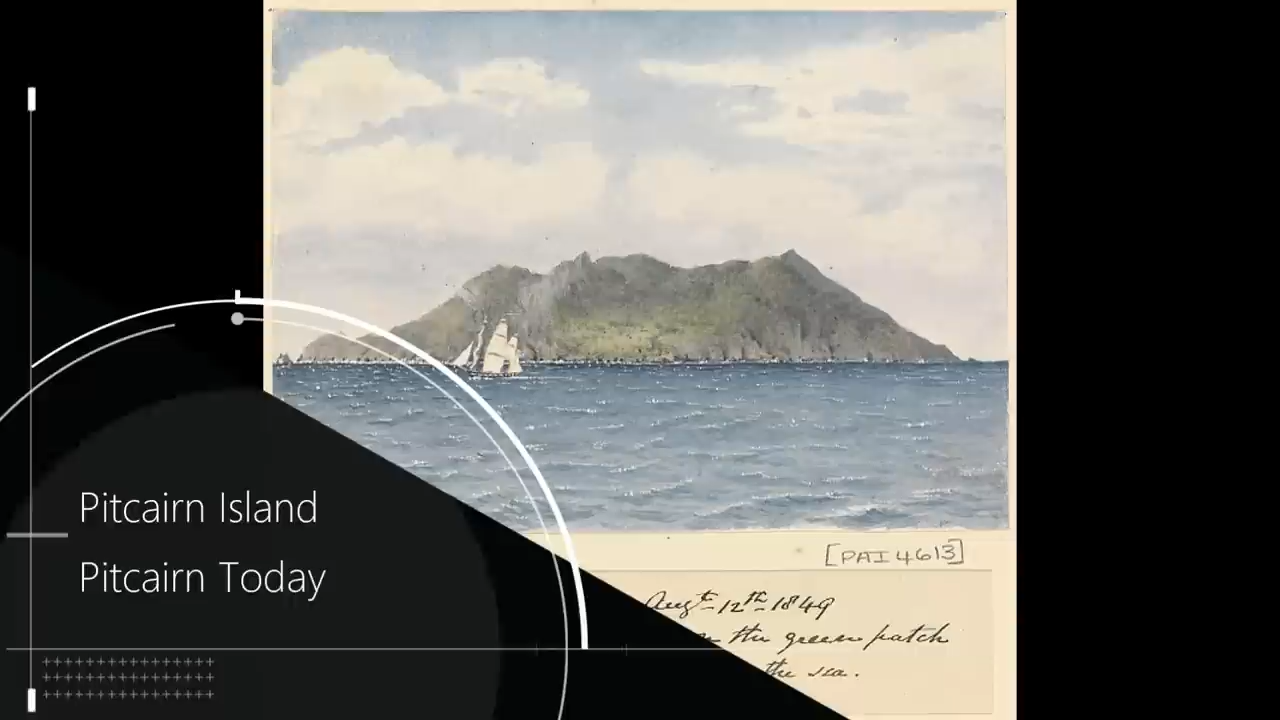 Pitcairn Island
Pitcairn Today
[PAI4613]
Augt 12th 1849
the green patch
the sea.